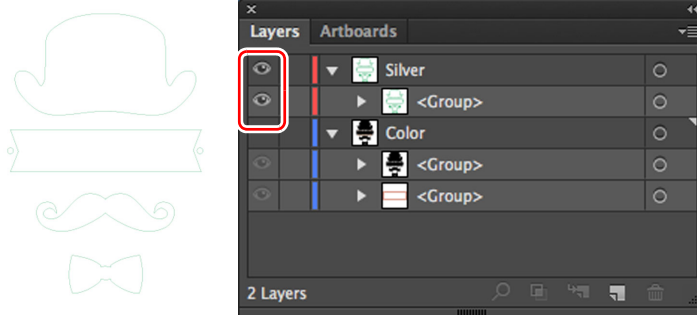 Layers Artboards
Silver
<Group>
Color
<Group>
<Group>
2 Layers